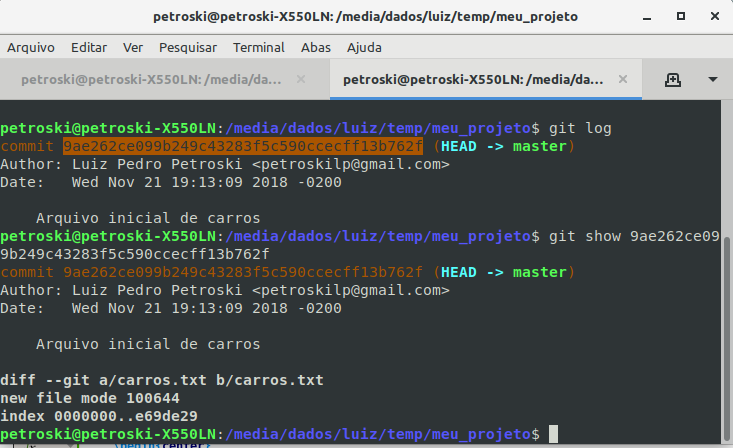 petroski@petroski-X550LN: /media/dados/luiz/temp/meu_projeto
Arquivo Editar Ver Pesquisar Terminal Abas Ajuda
petroski@petroski-X550LN: /media/da...
petroski@petroski-X550LN: /media/da...
petroski@petroski-X550LN:/media/dados/luiz/temp/meu_projeto$ git log
commit 9ae262ce099b249c43283f5c590ccecff13b762f (HEAD -> master)
Author: Luiz Pedro Petroski <petroskilp@gmail.com>
Date:   Wed Nov 21 19:13:09 2018 -0200
    Arquivo inicial de carros
petroski@petroski-X550LN:/media/dados/luiz/temp/meu_projeto$ git show 9ae262ce09
9b249c43283f5c590ccecff13b762f
commit 9ae262ce099b249c43283f5c590ccecff13b762f (HEAD -> master)
Author: Luiz Pedro Petroski <petroskilp@gmail.com>
Date:   Wed Nov 21 19:13:09 2018 -0200
    Arquivo inicial de carros
diff --git a/carros.txt b/carros.txt
new file mode 100644
index 0000000..e69de29
petroski@petroski-X550LN:/media/dados/luiz/temp/meu_projeto$